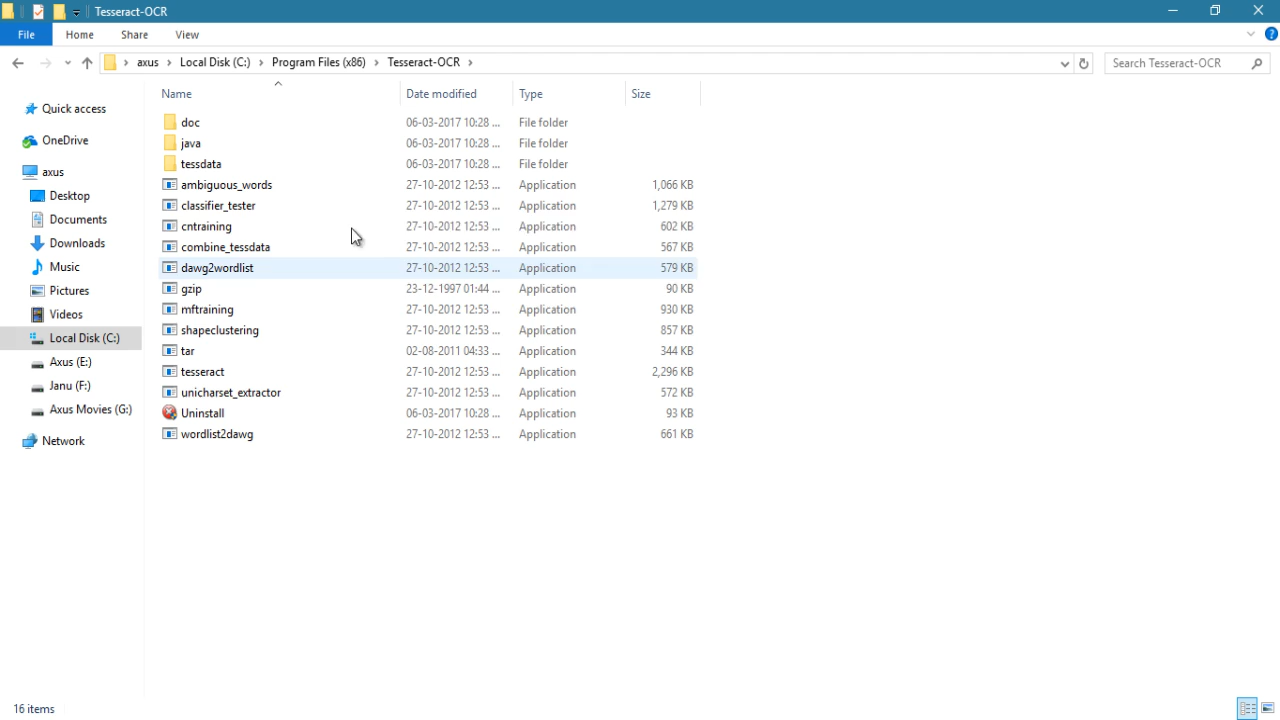 Tesseract-OCR
File Home Share View
axus Local Disk (C:) Program Files (x86) Tesseract-OCR
Search Tesseract-OCR
Name Date modified Type Size
Quick access
OneDrive
axus
Desktop
Documents
Downloads
Music
Pictures
Videos
Local Disk (C:)
Axus (E:)
Janu (F:)
Axus Movies (G:)
Network
doc 06-03-2017 10:28 ... File folder
java 06-03-2017 10:28 ... File folder
tessdata 06-03-2017 10:28 ... File folder
ambiguous_words 27-10-2012 12:53 ... Application 1,066 KB
classifier_tester 27-10-2012 12:53 ... Application 1,279 KB
cntraining 27-10-2012 12:53 ... Application 602 KB
combine_tessdata 27-10-2012 12:53 ... Application 567 KB
dawg2wordlist 27-10-2012 12:53 ... Application 579 KB
gzip 23-12-1997 01:44 ... Application 90 KB
mftraining 27-10-2012 12:53 ... Application 930 KB
shapeclustering 27-10-2012 12:53 ... Application 857 KB
tar 02-08-2011 04:33 ... Application 344 KB
tesseract 27-10-2012 12:53 ... Application 2,296 KB
unicharset_extractor 27-10-2012 12:53 ... Application 572 KB
Uninstall 06-03-2017 10:28 ... Application 93 KB
wordlist2dawg 27-10-2012 12:53 ... Application 661 KB
16 items